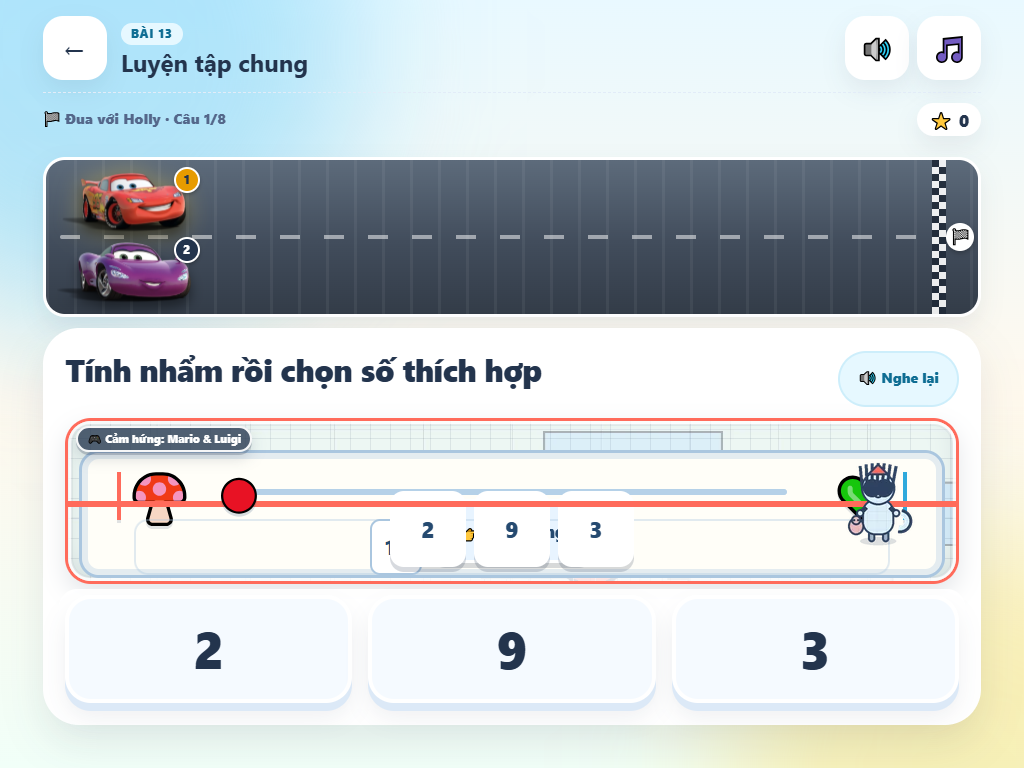 ←
BÀI 13
Luyện tập chung
Đua với Holly • Câu 1/8
0
1
2
Tính nhẩm rồi chọn số thích hợp
Nghe lại
Cảm hứng: Mario & Luigi
2
9
3
2
9
3